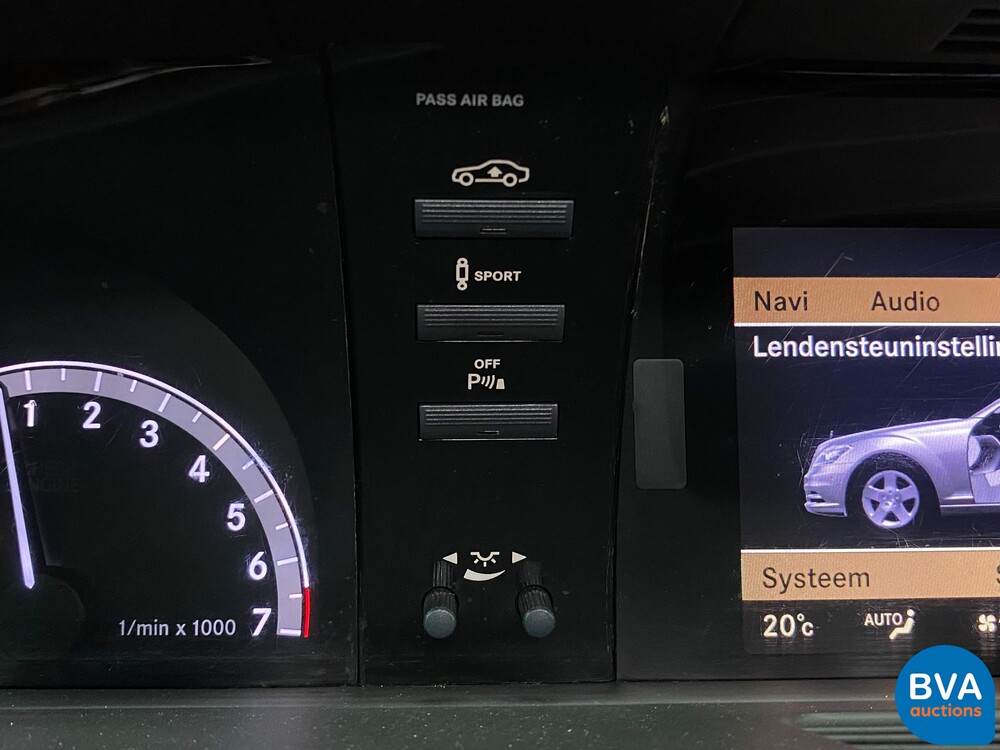 PASS AIR BAG
SPORT
OFF
P
1
2
3
4
5
6
7
1/min x 1000
Navi Audio
Systeem
20°c AUTO
BVA
auctions